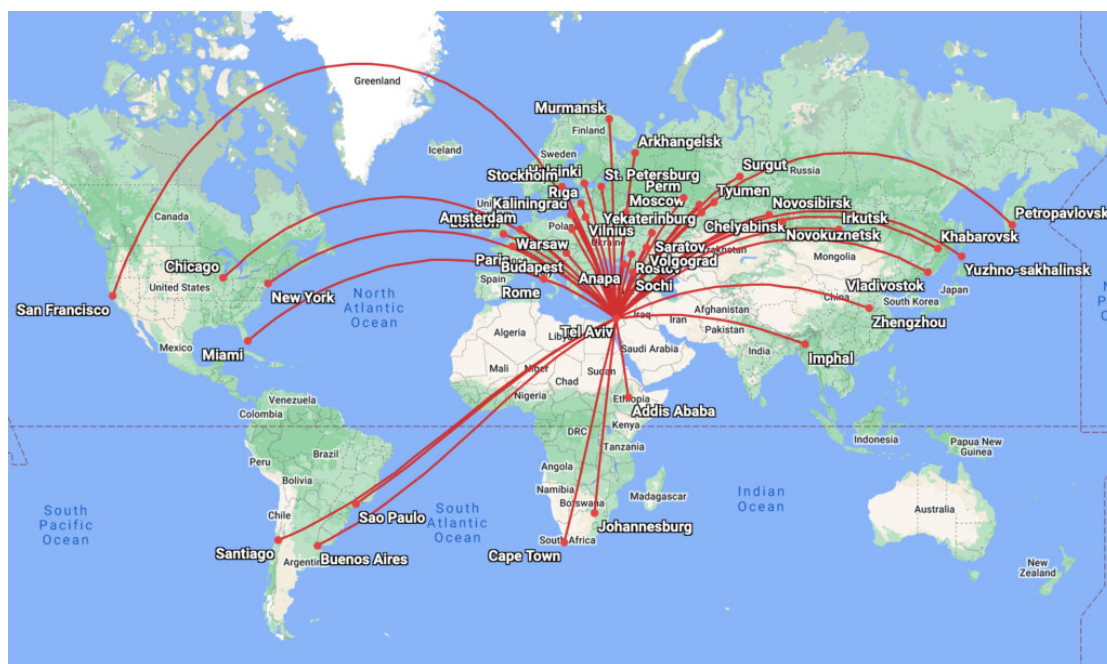 Greenland
Murmansk
Finland
Arkhangelsk
Iceland
Sweden
Surgut
Russia
Stockholm
Helsinki
St. Petersburg
Perm
Riga
Moscow
Tyumen
Canada
Kaliningrad
Novosibirsk
Petropavlovsk
Amsterdam
London
Vilnius
Yekaterinburg
Chelyabinsk
Irkutsk
Ukraine
Novokuznetsk
Khabarovsk
Warsaw
Saratov
Mongolia
Yuzhno-sakhalinsk
Paris
Budapest
Volgograd
Chicago
Spain
Anapa
Rostov
Vladivostok
United States
New York
Rome
Sochi
Japan
San Francisco
North
Atlantic
Ocean
China
South Korea
Zhengzhou
Tel Aviv
Iraq
Iran
Afghanistan
Pakistan
Algeria
Libya
Mexico
Miami
Saudi Arabia
India
Imphal
Mali
Niger
Sudan
Chad
Venezuela
Nigeria
Ethiopia
Addis Ababa
Colombia
Kenya
DRC
Indonesia
Papua New
Guinea
Tanzania
Peru
Brazil
Angola
Bolivia
Namibia
Madagascar
Indian
Ocean
Botswana
South
Pacific
Ocean
Chile
Sao Paulo
South
Atlantic
Ocean
Australia
Johannesburg
Santiago
Buenos Aires
South Africa
Cape Town
New
Zealand